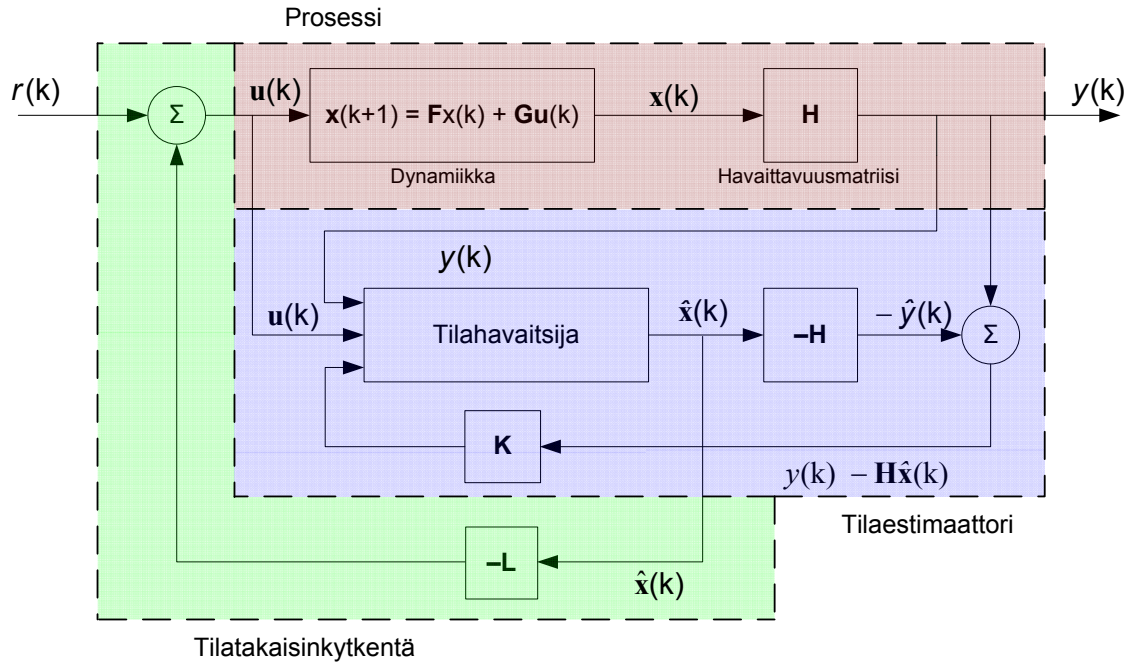 Prosessi
r(k)
Σ
u(k)
x(k+1) = Fx(k) + Gu(k)
Dynamiikka
x(k)
H
Havaittavuusmatriisi
y(k)
y(k)
u(k)
Tilahavaitsija
x̂(k)
–H
– ŷ(k)
Σ
K
y(k) – Hx̂(k)
Tilaestimaattori
–L
x̂(k)
Tilatakaisinkytkentä